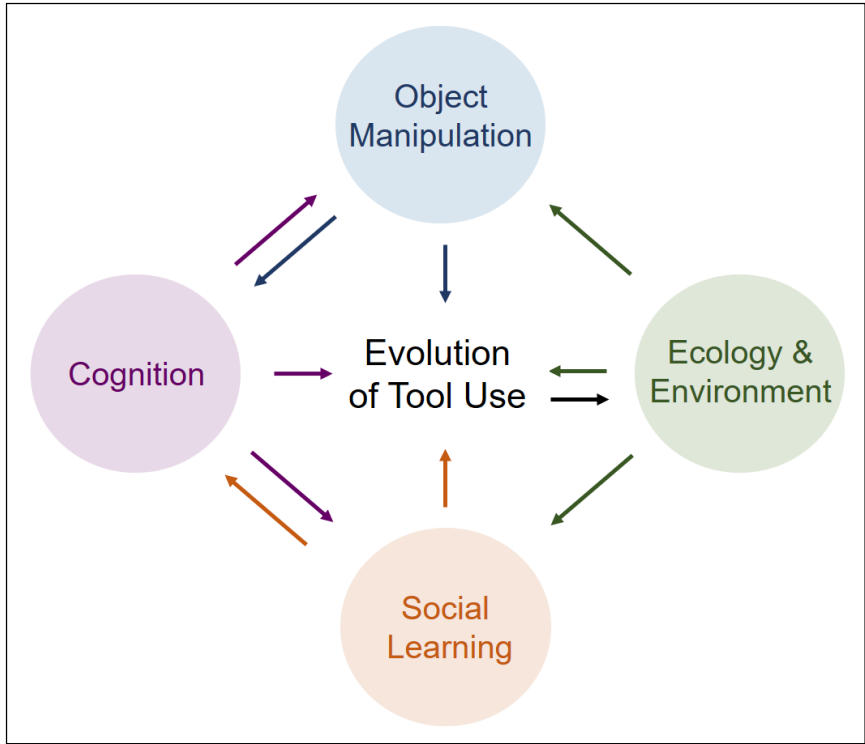 Object
Manipulation
Cognition
Evolution
of Tool Use
Ecology &
Environment
Social
Learning